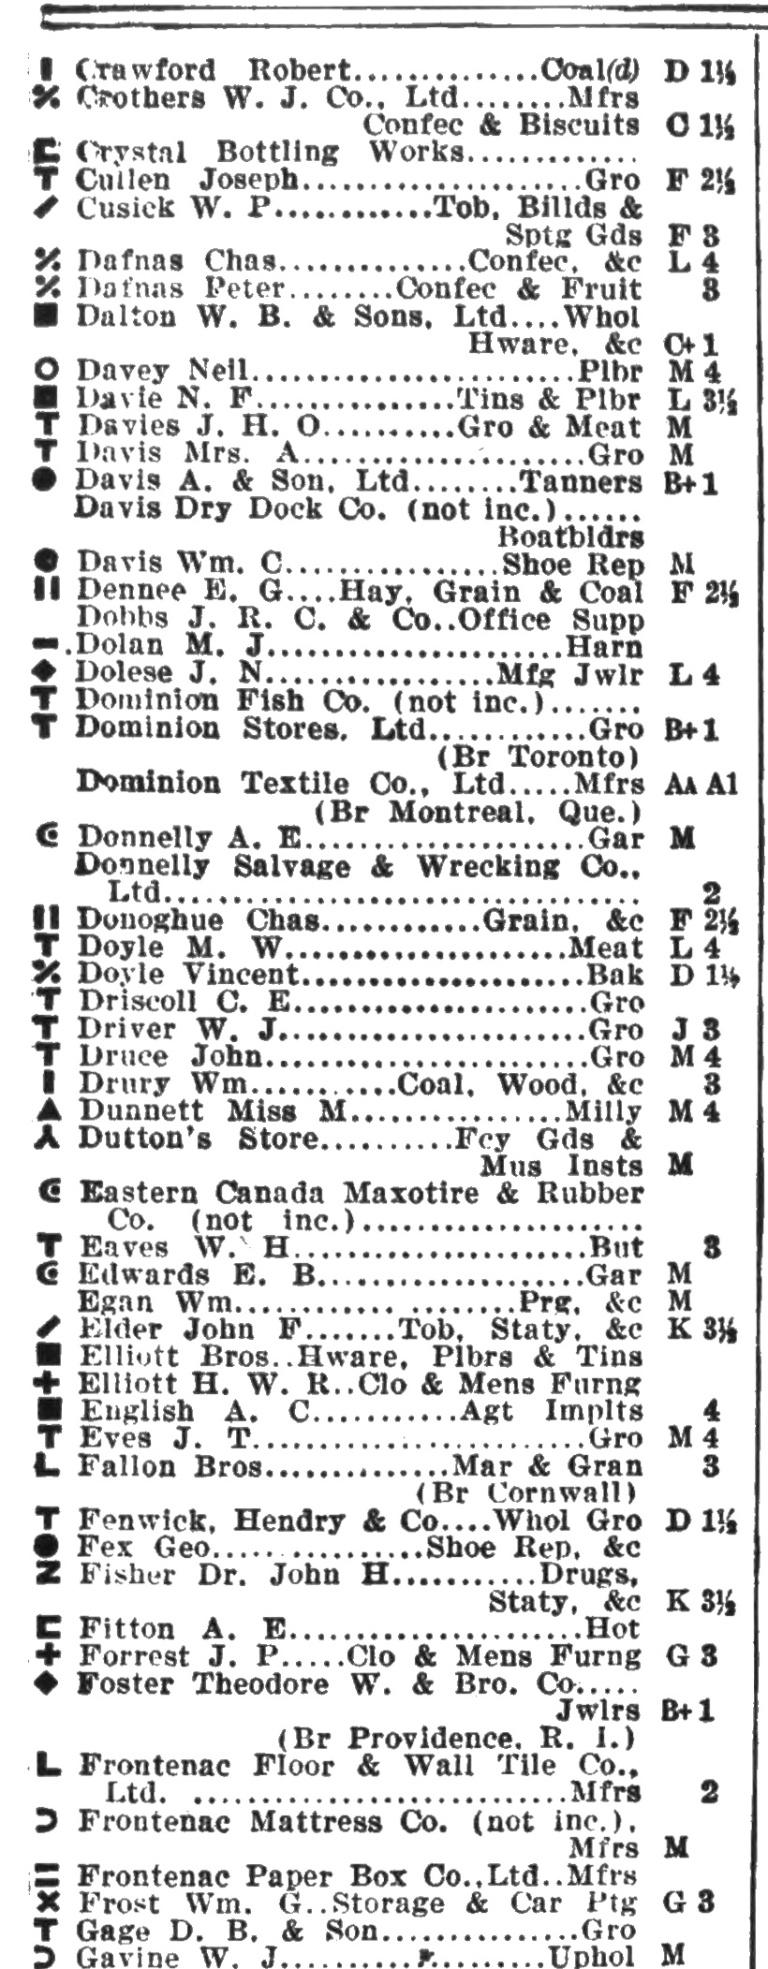 Crawford Robert...............Coal(d) D 1½
Crothers W. J. Co., Ltd........Mfrs
Confec & Biscuits C 1½
Crystal Bottling Works.............
Cullen Joseph......................Gro F 2½
Cusick W. P............Tob, Billds &
Sptg Gds F 3
Dafnas Chas..............Confec, &c L 4
Dafnas Peter........Confec & Fruit 3
Dalton W. B. & Sons, Ltd....Whol
Hware, &c C+1
Davey Neil.........................Plbr M 4
Davie N. F...............Tins & Plbr L 3½
Davies J. H. O..........Gro & Meat M
Davis Mrs. A......................Gro M
Davis A. & Son, Ltd........Tanners B+1
Davis Dry Dock Co. (not inc.)......
Boatbldrs
Davis Wm. C................Shoe Rep M
Dennee E. G....Hay, Grain & Coal F 2½
Dobbs J. R. C. & Co..Office Supp
Dolan M. J.......................Harn
Dolese J. N.................Mfg Jwlr L 4
Dominion Fish Co. (not inc.).......
Dominion Stores, Ltd............Gro B+1
(Br Toronto)
Dominion Textile Co., Ltd.....Mfrs AA A1
(Br Montreal, Que.)
Donnelly A. E......................Gar M
Donnelly Salvage & Wrecking Co.,
Ltd.................................. 2
Donoghue Chas............Grain, &c F 2½
Doyle M. W......................Meat L 4
Doyle Vincent......................Bak D 1½
Driscoll C. E.......................Gro
Driver W. J........................Gro J 3
Druce John.........................Gro M 4
Drury Wm...........Coal, Wood, &c 3
Dunnett Miss M................Milly M 4
Dutton's Store..........Fcy Gds &
Mus Insts M
Eastern Canada Maxotire & Rubber
Co. (not inc.).....................
Eaves W. H.......................But 3
Edwards E. B.....................Gar M
Egan Wm........... ........Prg, &c M
Elder John F.......Tob, Staty, &c K 3½
Elliott Bros..Hware, Plbrs & Tins
Elliott H. W. R..Clo & Mens Furng
English A. C...........Agt Implts 4
Eves J. T..........................Gro M 4
Fallon Bros..............Mar & Gran 3
(Br Cornwall)
Fenwick, Hendry & Co....Whol Gro D 1½
Fex Geo.................Shoe Rep, &c
Fisher Dr. John H...........Drugs,
Staty, &c K 3½
Fitton A. E........................Hot
Forrest J. P.....Clo & Mens Furng G 3
Foster Theodore W. & Bro. Co.....
Jwlrs B+1
(Br Providence, R. I.)
Frontenac Floor & Wall Tile Co.,
Ltd. ............................Mfrs 2
Frontenac Mattress Co. (not inc.),
Mfrs M
Frontenac Paper Box Co.,Ltd..Mfrs
Frost Wm. G..Storage & Car Ptg G 3
Gage D. B. & Son................Gro
Gavine W. J....................Uphol M